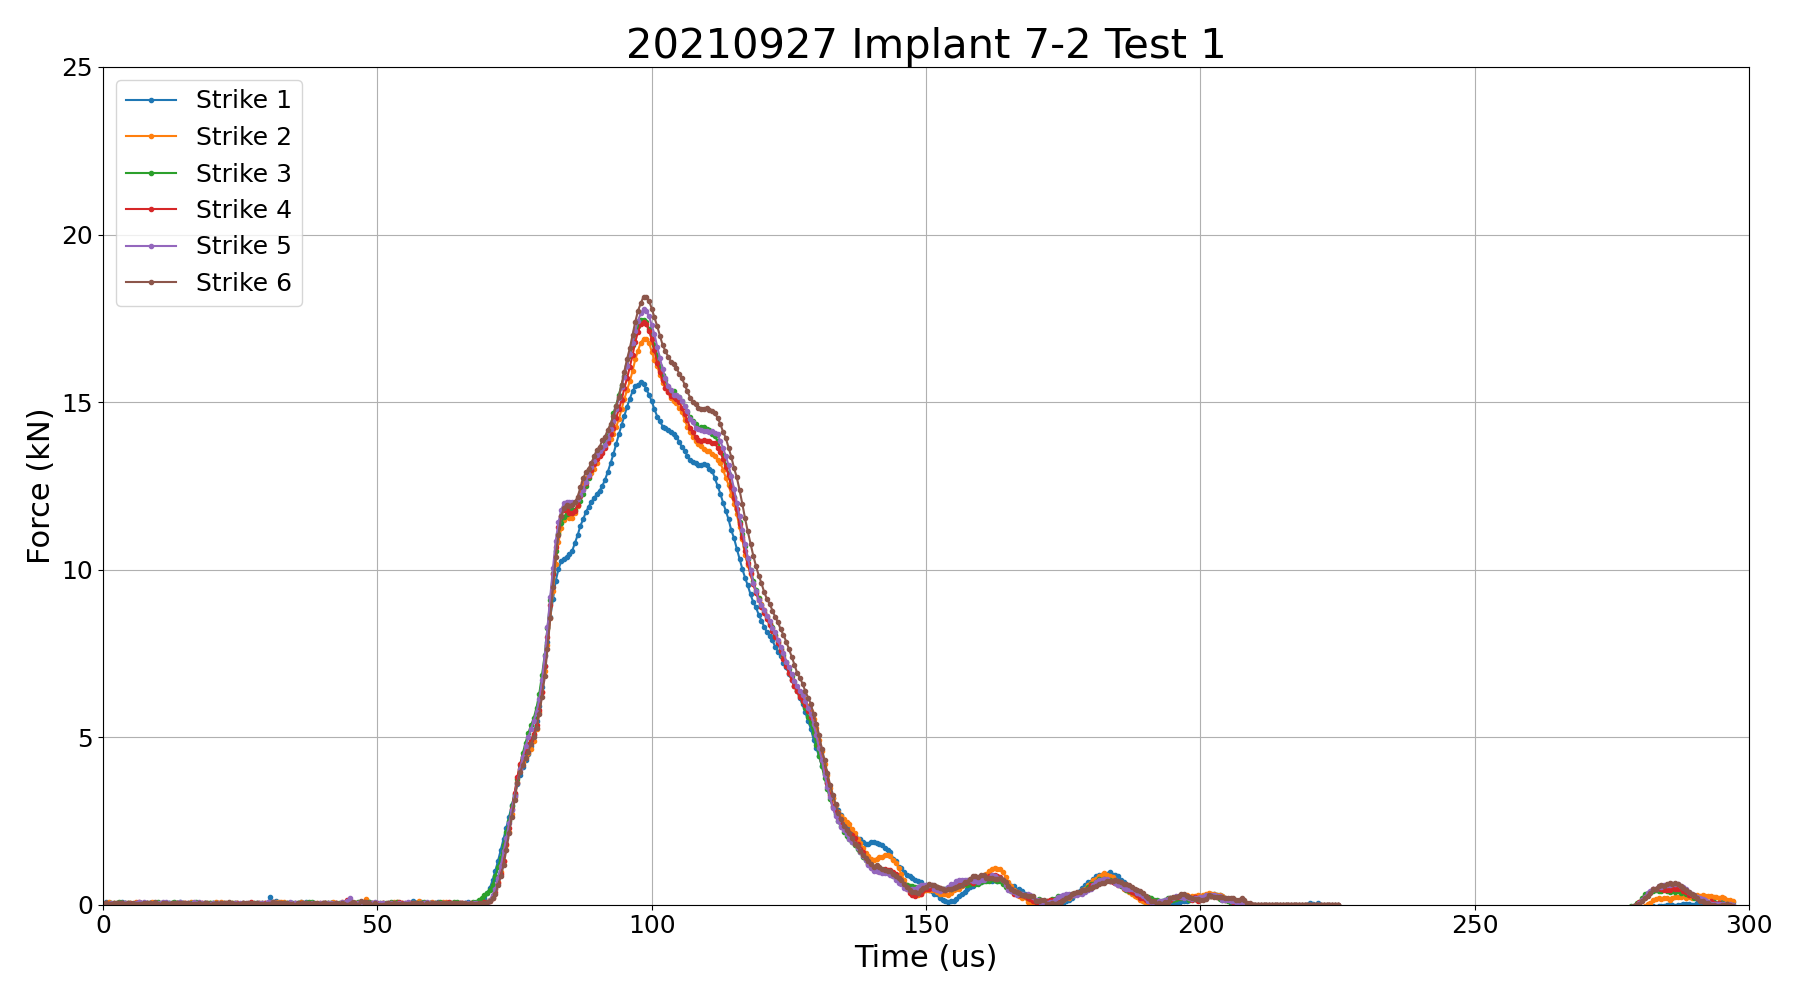 20210927 Implant 7-2 Test 1
25
20
15
10
5
0
Force (kN)
Strike 1
Strike 2
Strike 3
Strike 4
Strike 5
Strike 6
0 50 100 150 200 250 300
Time (us)